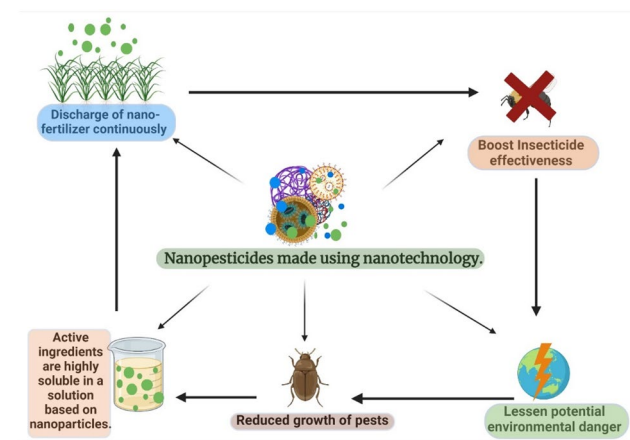 Discharge of nano-
fertilizer continuously
Boost Insecticide
effectiveness
Nanopesticides made using nanotechnology.
Active
ingredients
are highly
soluble in a
solution
based on
nanoparticles.
Reduced growth of pests
Lessen potential
environmental danger